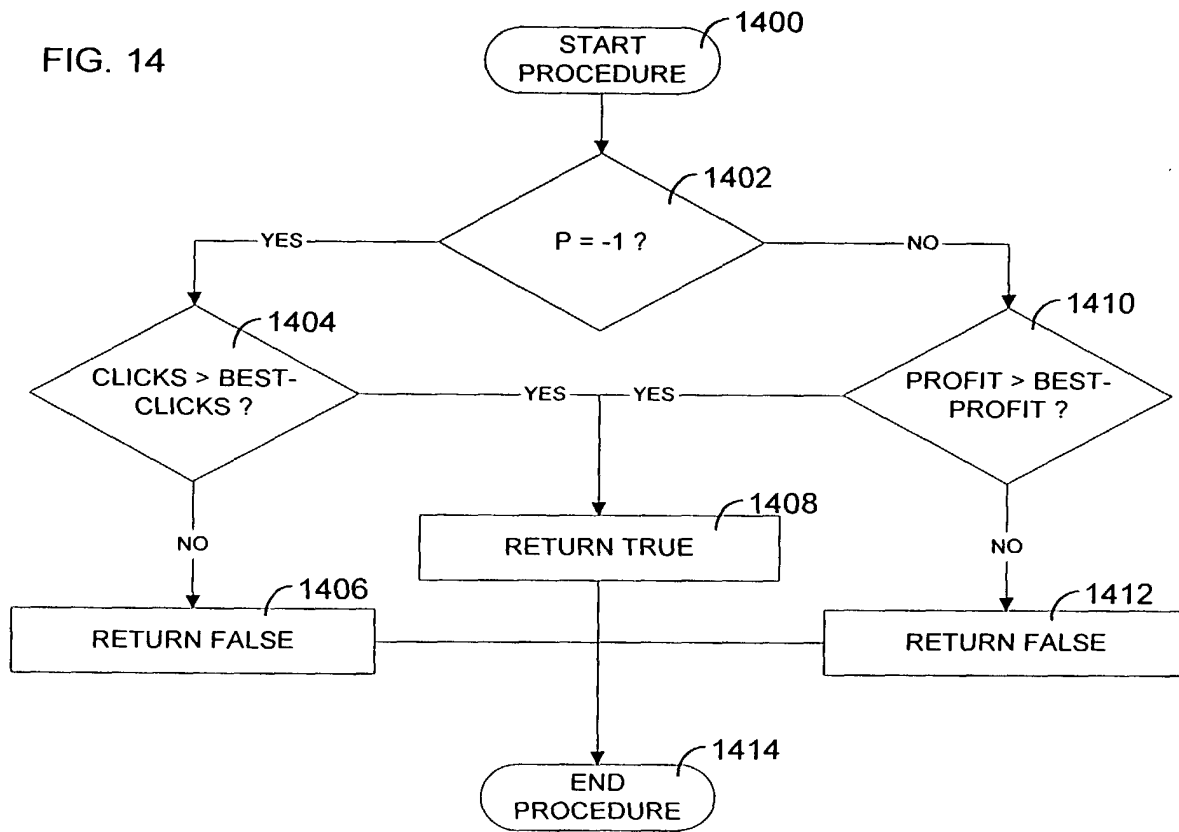 FIG. 14
1400
START
PROCEDURE
1402
P = -1 ?
YES
NO
1404
CLICKS > BEST-
CLICKS ?
1410
PROFIT > BEST-
PROFIT ?
YES
YES
1408
RETURN TRUE
NO
NO
1406
RETURN FALSE
1412
RETURN FALSE
1414
END
PROCEDURE